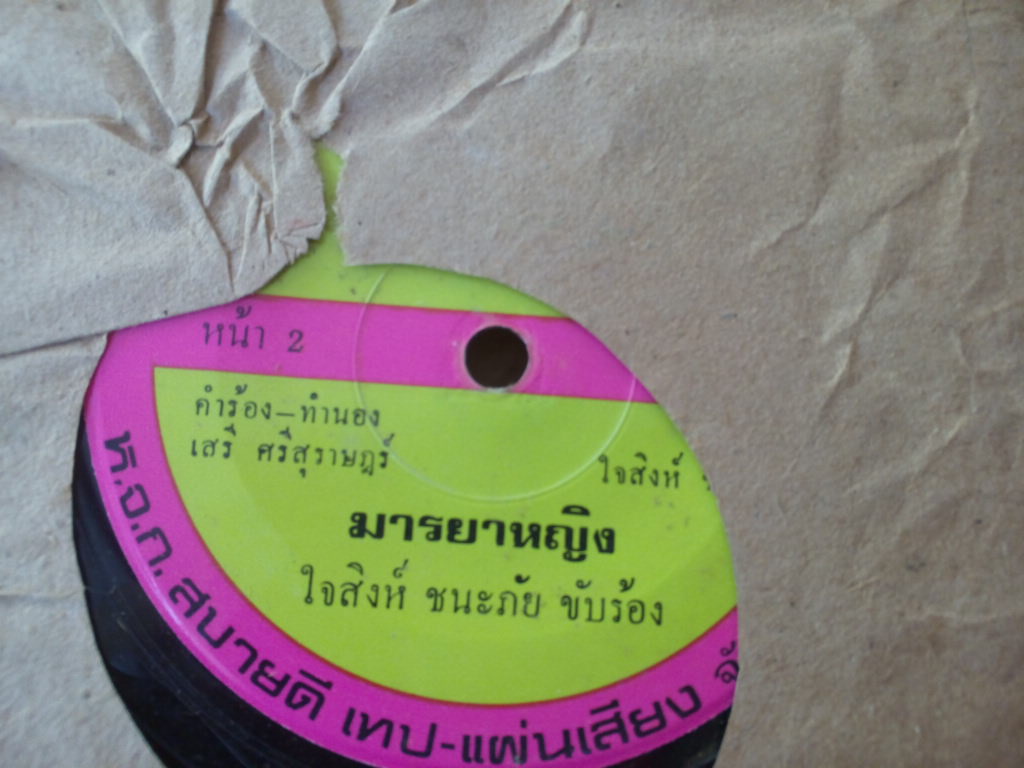 หน้า 2
คำร้อง–ทำนอง
เสรี ศรีสุราษฎร์
ใจสิงห์
มารยาหญิง
ใจสิงห์ ชนะภัย ขับร้อง
ห.จ.ก. สบายดี เทป-แผ่นเสียง